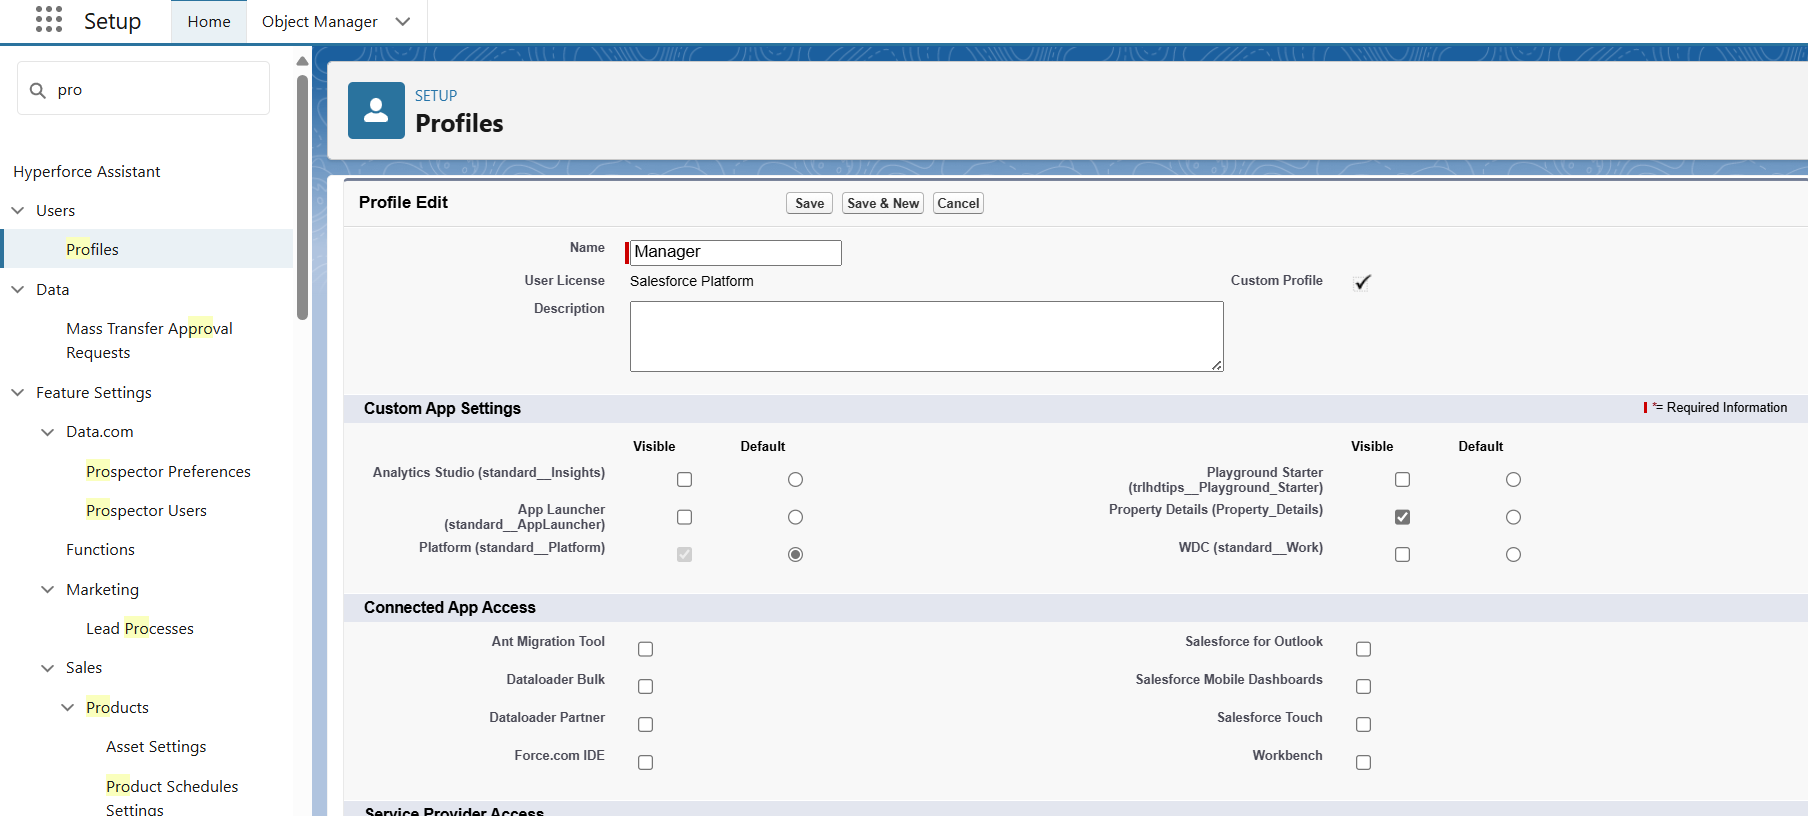 Setup
Home
Object Manager
pro
Hyperforce Assistant
Users
Profiles
Data
Mass Transfer Approval
Requests
Feature Settings
Data.com
Prospector Preferences
Prospector Users
Functions
Marketing
Lead Processes
Sales
Products
Asset Settings
Product Schedules
Settings
SETUP
Profiles
Profile Edit
Save
Save & New
Cancel
Name
Manager
User License
Salesforce Platform
Custom Profile
Description
Custom App Settings
*= Required Information
Visible
Default
Visible
Default
Analytics Studio (standard__Insights)
Playground Starter
(trlhdtips__Playground_Starter)
App Launcher
(standard__AppLauncher)
Property Details (Property_Details)
Platform (standard__Platform)
WDC (standard__Work)
Connected App Access
Ant Migration Tool
Salesforce for Outlook
Dataloader Bulk
Salesforce Mobile Dashboards
Dataloader Partner
Salesforce Touch
Force.com IDE
Workbench
Service Provider Access